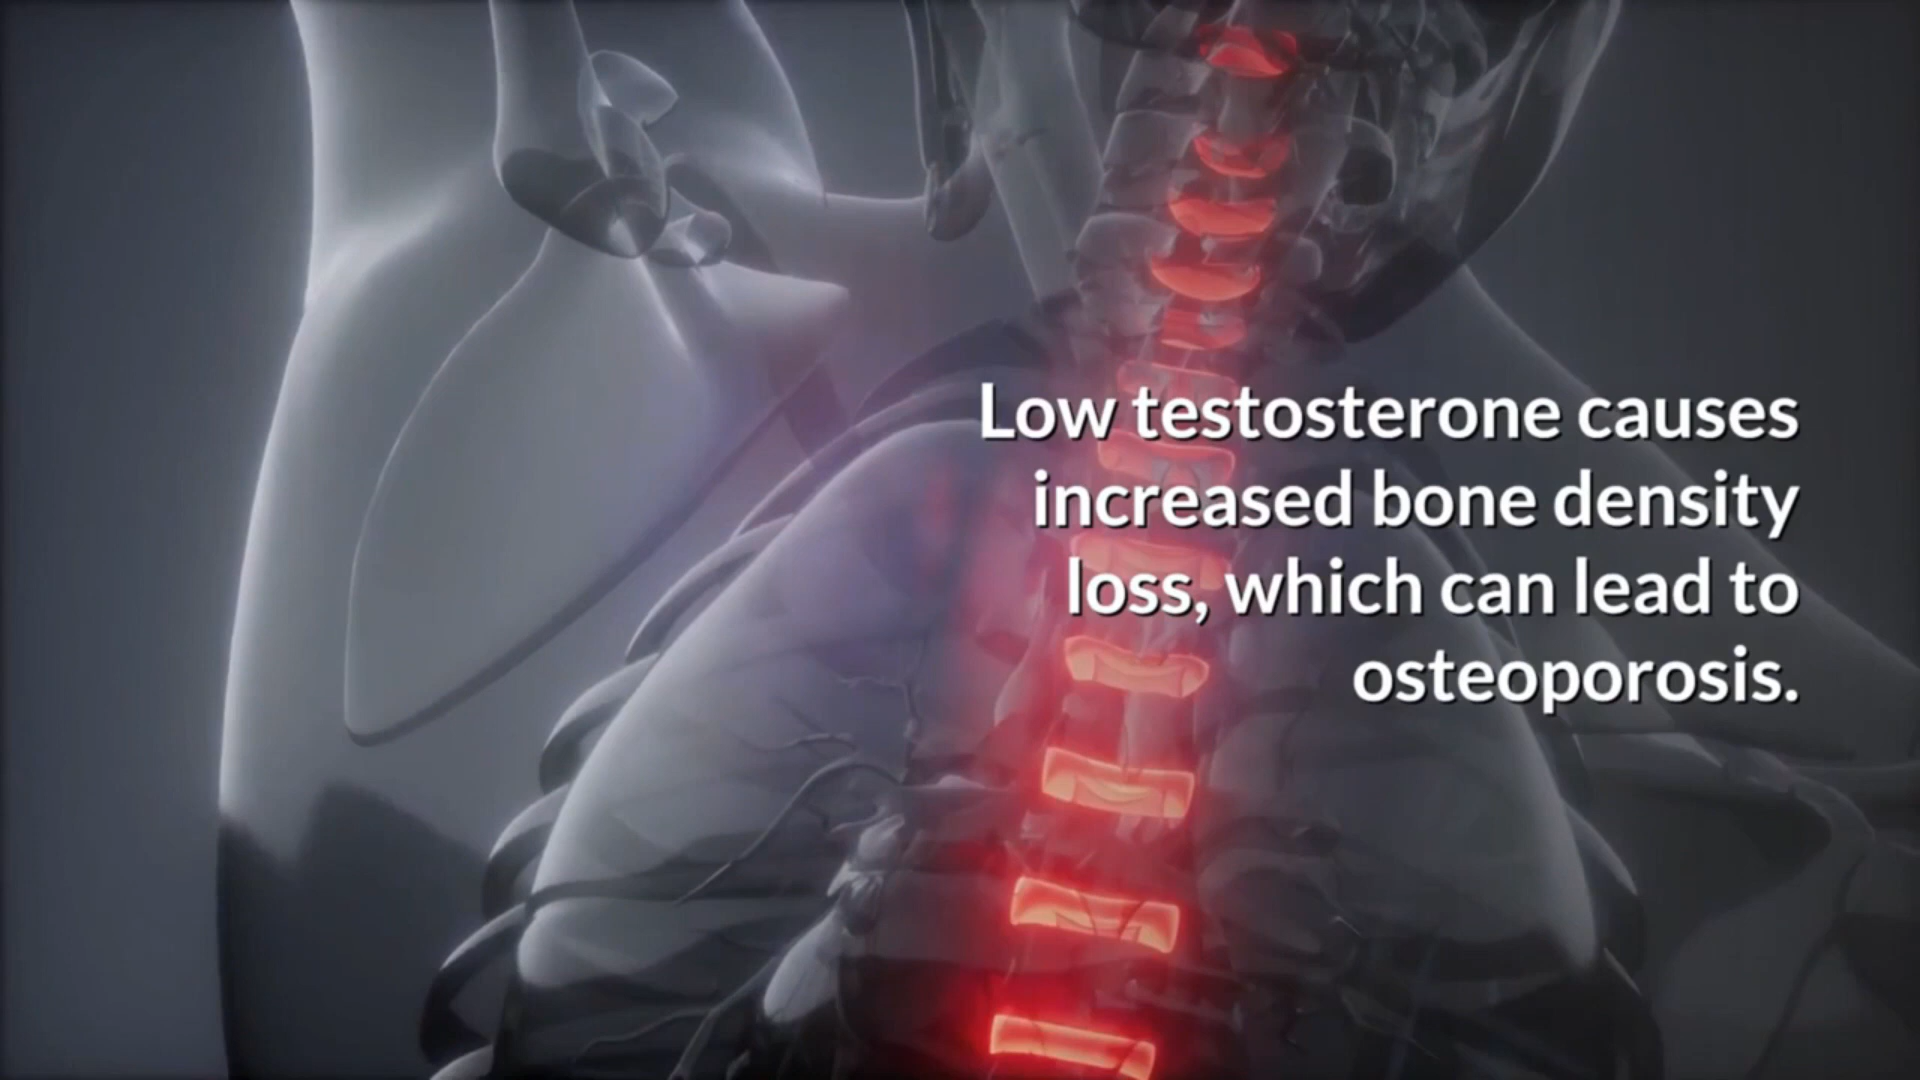 Low testosterone causes
increased bone density
loss, which can lead to
osteoporosis.